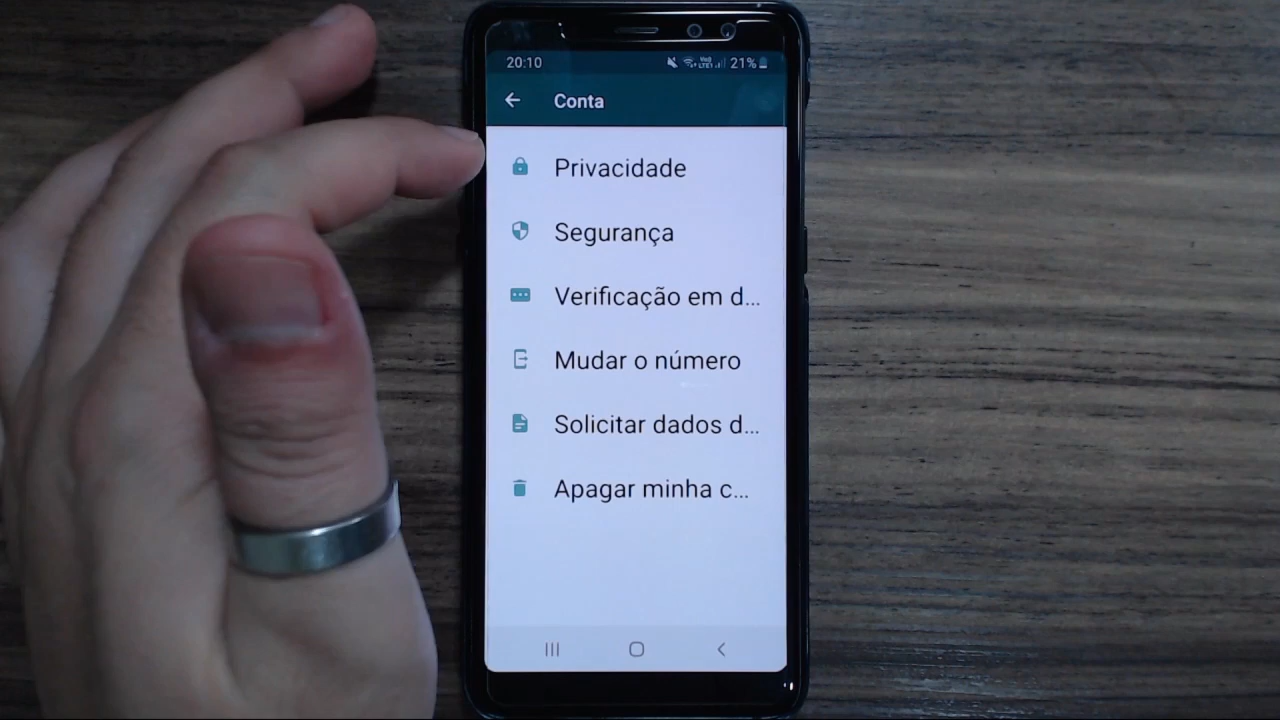 20:10 21%
Conta
Privacidade
Segurança
Verificação em d...
Mudar o número
Solicitar dados d...
Apagar minha c...